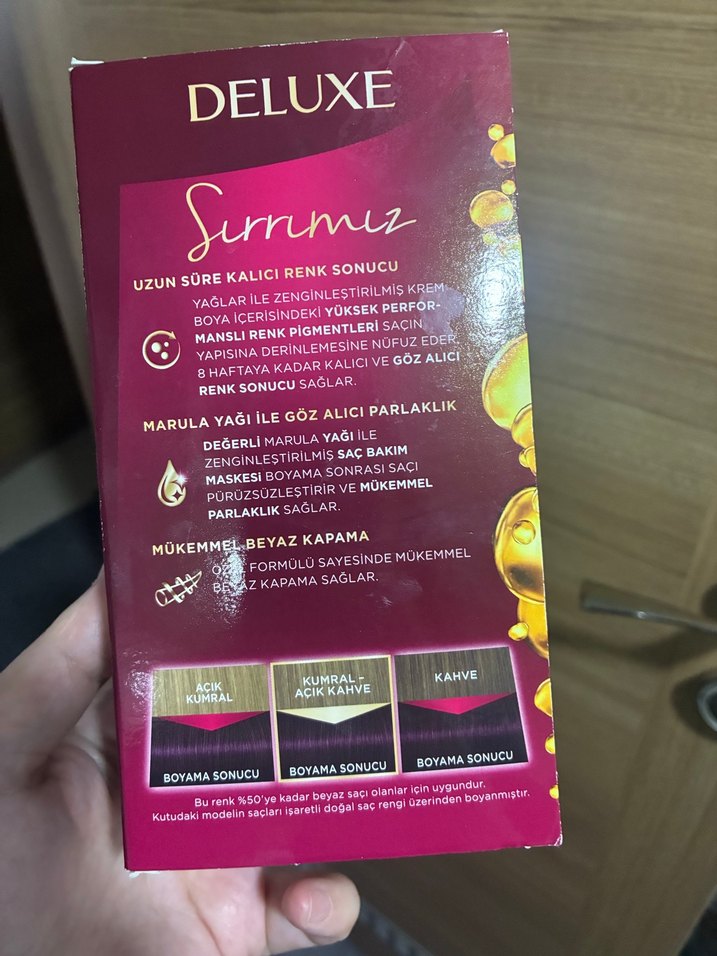 DELUXE
Sırrımız
UZUN SÜRE KALICI RENK SONUCU
YAĞLAR İLE ZENGİNLEŞTİRİLMİŞ KREM
BOYA İÇERİSİNDEKİ YÜKSEK PERFOR-
MANSLI RENK PIGMENTLERİ SAÇIN
YAPISINA DERİNLEMESİNE NÜFUZ EDER.
8 HAFTAYA KADAR KALICI VE GÖZ ALICI
RENK SONUCU SAĞLAR.
MARULA YAĞI İLE GÖZ ALICI PARLAKLIK
DEĞERLİ MARULA YAĞI İLE
ZENGİNLEŞTİRİLMİŞ SAÇ BAKIM
MASKESİ BOYAMA SONRASI SAÇI
PÜRÜZSÜZLEŞTİRİR VE MÜKEMMEL
PARLAKLIK SAĞLAR.
MÜKEMMEL BEYAZ KAPAMA
ÖZEL FORMÜLÜ SAYESİNDE MÜKEMMEL
BEYAZ KAPAMA SAĞLAR.
AÇIK
KUMRAL
BOYAMA SONUCU
KUMRAL –
AÇIK KAHVE
BOYAMA SONUCU
KAHVE
BOYAMA SONUCU
Bu renk %50'ye kadar beyaz saçı olanlar için uygundur.
Kutudaki modelin saçları işaretli doğal saç rengi üzerinden boyanmıştır.